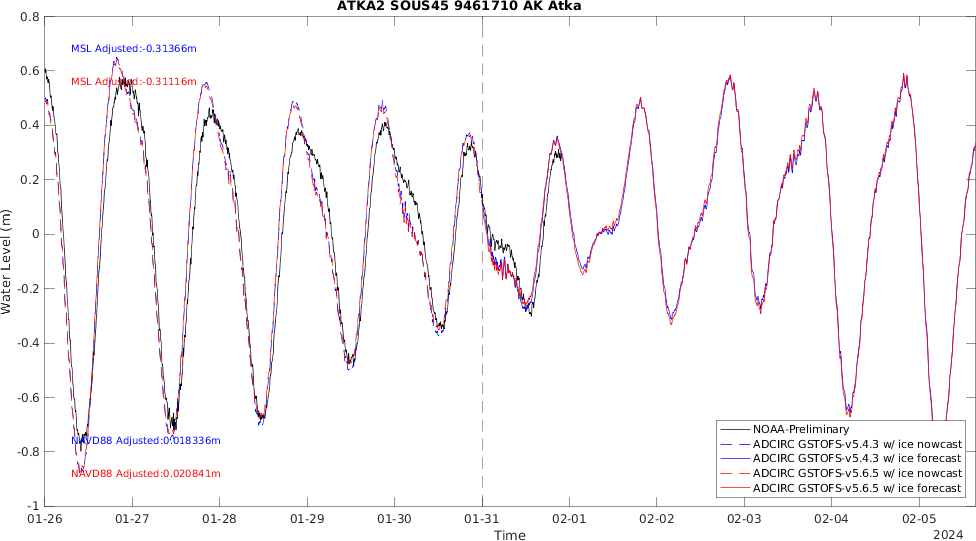 ATKA2 SOUS45 9461710 AK Atka
0.8
0.6
0.4
0.2
0
-0.2
-0.4
-0.6
-0.8
-1
Water Level (m)
MSL Adjusted:-0.31366m
MSL Adjusted:-0.31116m
NAVD88 Adjusted:0.018336m
NAVD88 Adjusted:0.020841m
NOAA-Preliminary
ADCIRC GSTOFS-v5.4.3 w/ ice nowcast
ADCIRC GSTOFS-v5.4.3 w/ ice forecast
ADCIRC GSTOFS-v5.6.5 w/ ice nowcast
ADCIRC GSTOFS-v5.6.5 w/ ice forecast
01-26 01-27 01-28 01-29 01-30 01-31 02-01 02-02 02-03 02-04 02-05
Time
2024